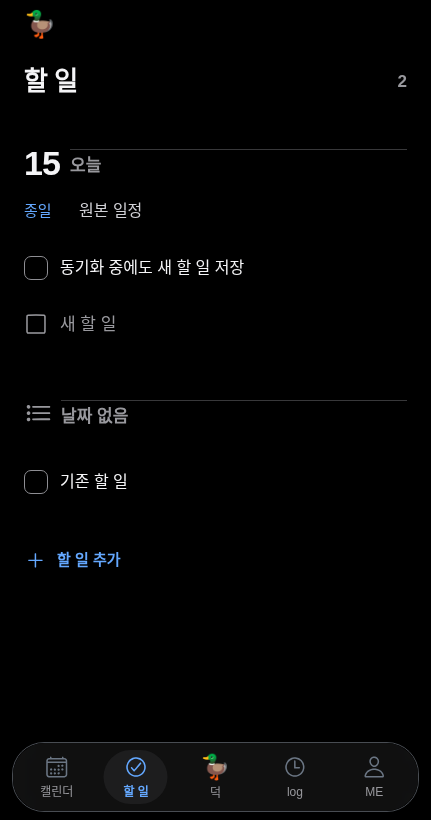 할 일
2
15 오늘
종일 원본 일정
동기화 중에도 새 할 일 저장
새 할 일
날짜 없음
기존 할 일
할 일 추가
캘린더 할 일 덕 log ME